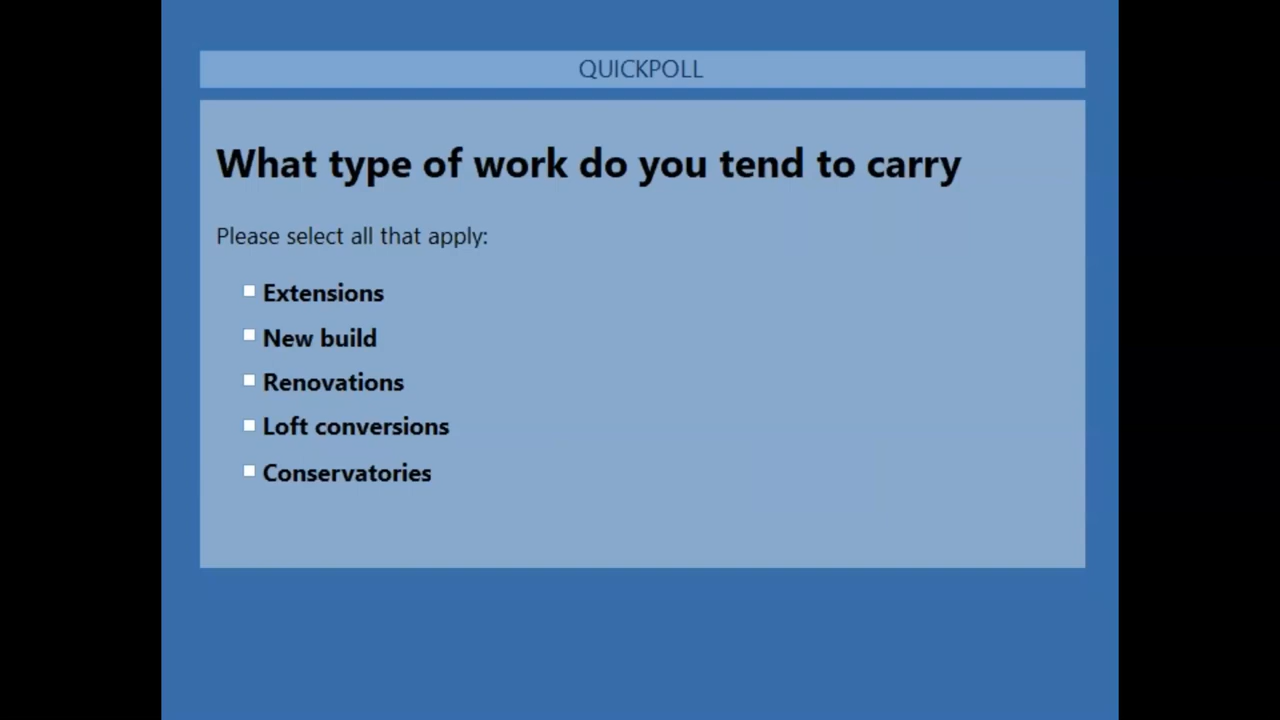 QUICKPOLL
What type of work do you tend to carry
Please select all that apply:
Extensions
New build
Renovations
Loft conversions
Conservatories